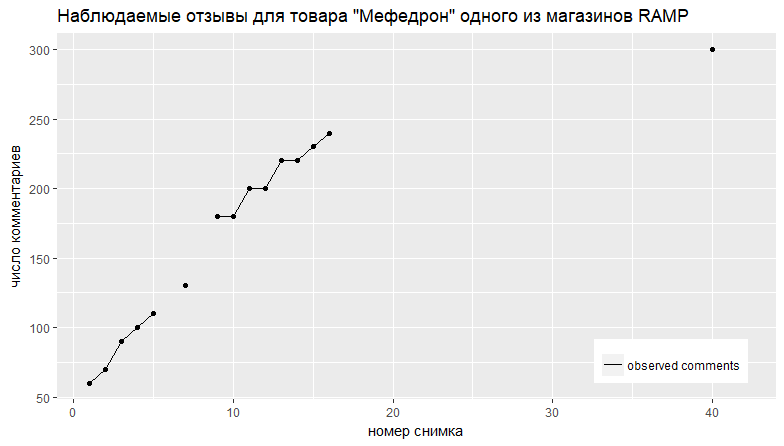 Наблюдаемые отзывы для товара "Мефедрон" одного из магазинов RAMP
300
250
200
150
100
50
число комментариев
observed comments
0 10 20 30 40
номер снимка